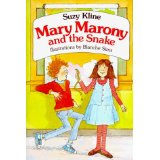 Suzy Kline
Mary Marony
and the Snake
Illustrations by Blanche Sims